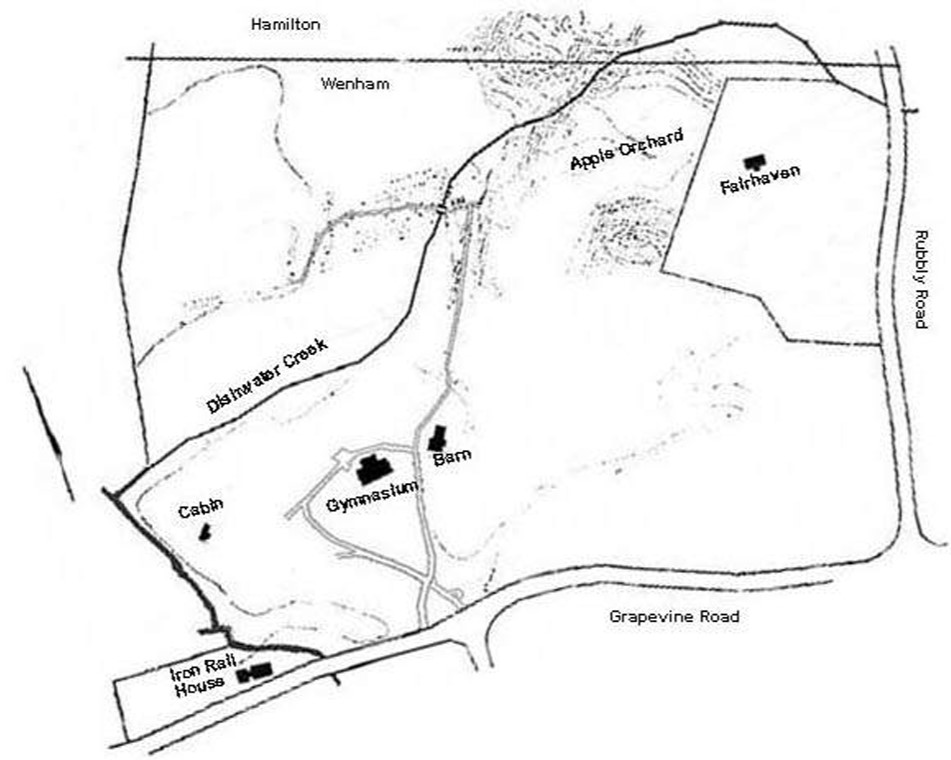 Hamilton
Wenham
Apple Orchard
Fairhaven
Rubbly Road
Dishwater Creek
Barn
Gymnasium
Cabin
Grapevine Road
Iron Rail
House